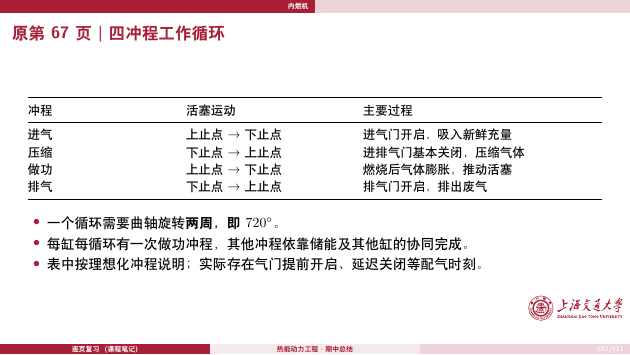 内燃机
原第 67 页 | 四冲程工作循环
冲程 活塞运动 主要过程
进气 上止点 → 下止点 进气门开启，吸入新鲜充量
压缩 下止点 → 上止点 进排气门基本关闭，压缩气体
做功 上止点 → 下止点 燃烧后气体膨胀，推动活塞
排气 下止点 → 上止点 排气门开启，排出废气
• 一个循环需要曲轴旋转两周，即 720°。
• 每缸每循环有一次做功冲程，其他冲程依靠储能及其他缸的协同完成。
• 表中按理想化冲程说明；实际存在气门提前开启、延迟关闭等配气时刻。
上海交通大学
SHANGHAI JIAO TONG UNIVERSITY
逐页复习（课程笔记） 热能动力工程 · 期中总结 102/111